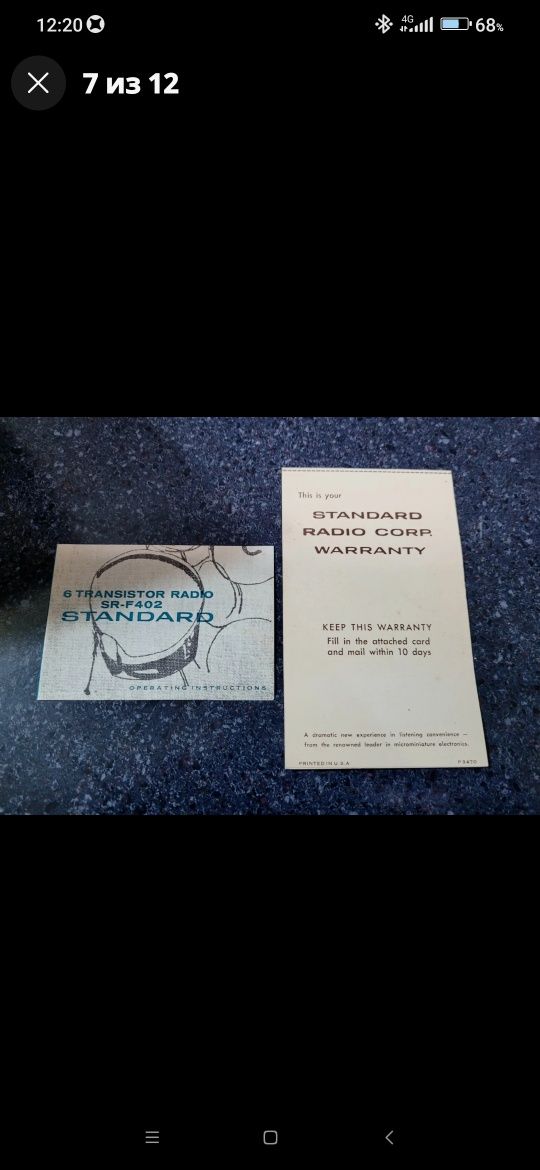 12:20
4G
68%
7 из 12
6 TRANSISTOR RADIO
SR-F402
STANDARD
OPERATING INSTRUCTIONS
This is your
STANDARD
RADIO CORP.
WARRANTY
KEEP THIS WARRANTY
Fill in the attached card
and mail within 10 days
A dramatic new experience in listening convenience —
from the renowned leader in microminiature electronics.
PRINTED IN U.S.A
P3470